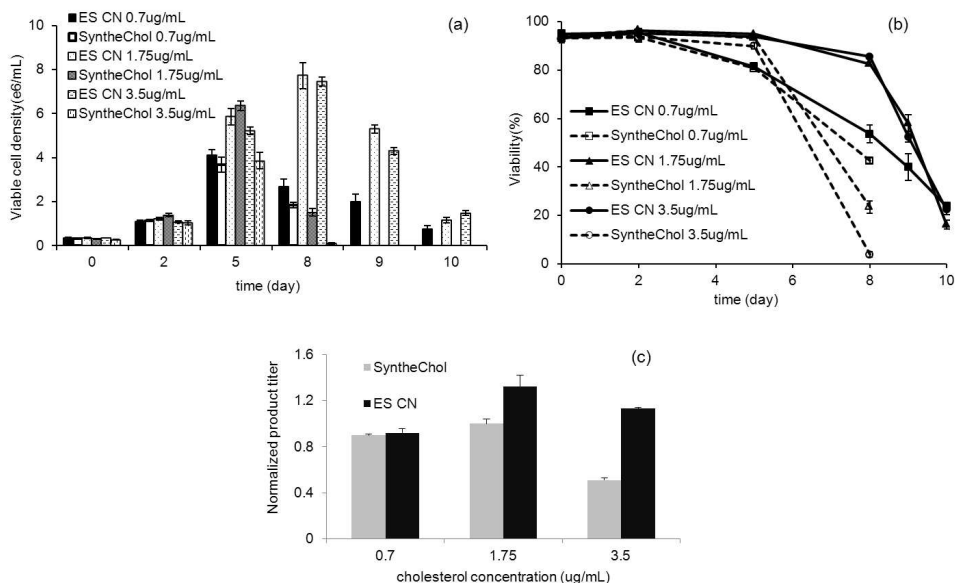 (a)
ES CN 0.7ug/mL
SyntheChol 0.7ug/mL
ES CN 1.75ug/mL
SyntheChol 1.75ug/mL
ES CN 3.5ug/mL
SyntheChol 3.5ug/mL
Viable cell density(e6/mL)
10
8
6
4
2
0
0 2 5 8 9 10
time (day)
(b)
Viability(%)
100
80
60
40
20
0
ES CN 0.7ug/mL
SyntheChol 0.7ug/mL
ES CN 1.75ug/mL
SyntheChol 1.75ug/mL
ES CN 3.5ug/mL
SyntheChol 3.5ug/mL
0 2 4 6 8 10
time (day)
(c)
SyntheChol
ES CN
Normalized product titer
1.6
1.2
0.8
0.4
0
0.7 1.75 3.5
cholesterol concentration (ug/mL)